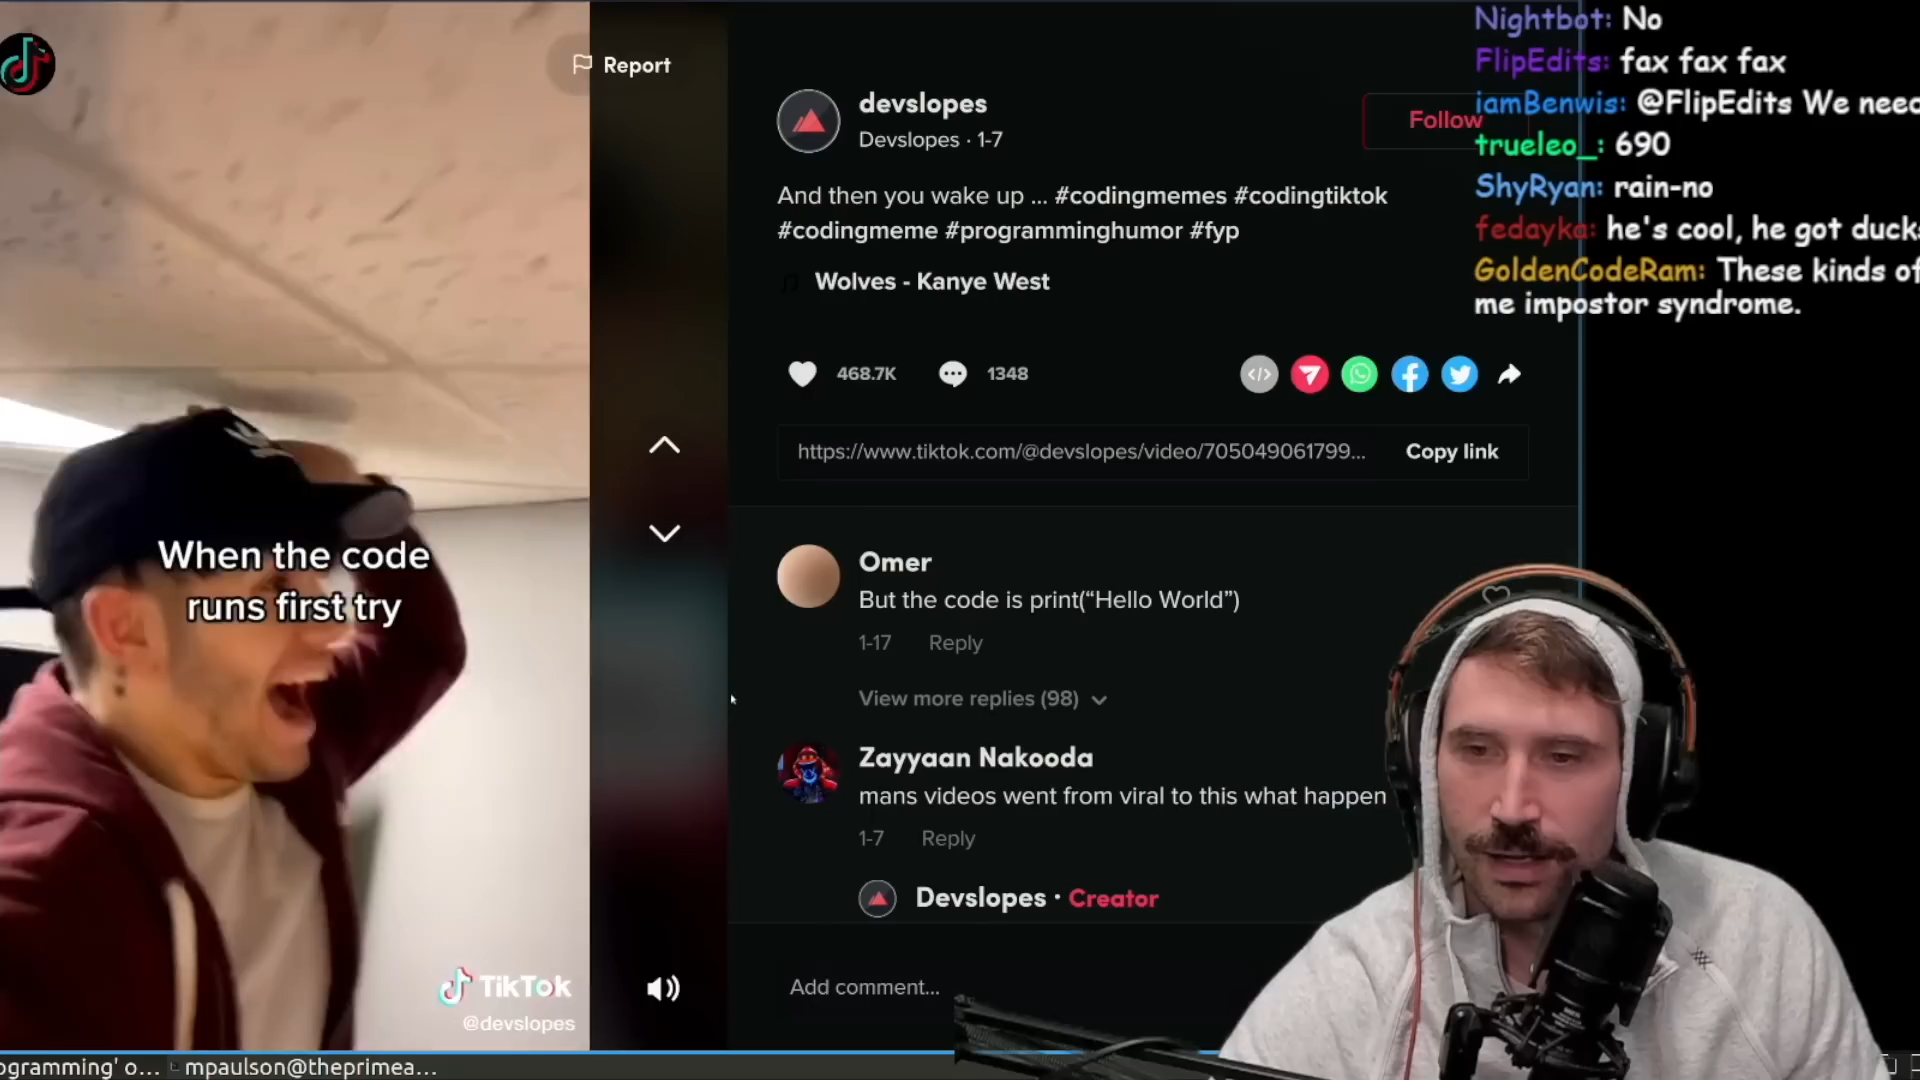 Report
When the code
runs first try
TikTok
@devslopes
devslopes
Devslopes · 1-7
Follow
And then you wake up ... #codingmemes #codingtiktok
#codingmeme #programminghumor #fyp
Wolves - Kanye West
468.7K
1348
https://www.tiktok.com/@devslopes/video/705049061799...
Copy link
Omer
But the code is print(“Hello World”)
1-17 Reply
View more replies (98)
Zayyaan Nakooda
mans videos went from viral to this what happen
1-7 Reply
Devslopes · Creator
Add comment...
Nightbot: No
FlipEdits: fax fax fax
iamBenwis: @FlipEdits We need
trueleo_: 690
ShyRyan: rain-no
fedayka: he's cool, he got ducks
GoldenCodeRam: These kinds of
me impostor syndrome.
ogramming' o... mpaulson@theprimea...